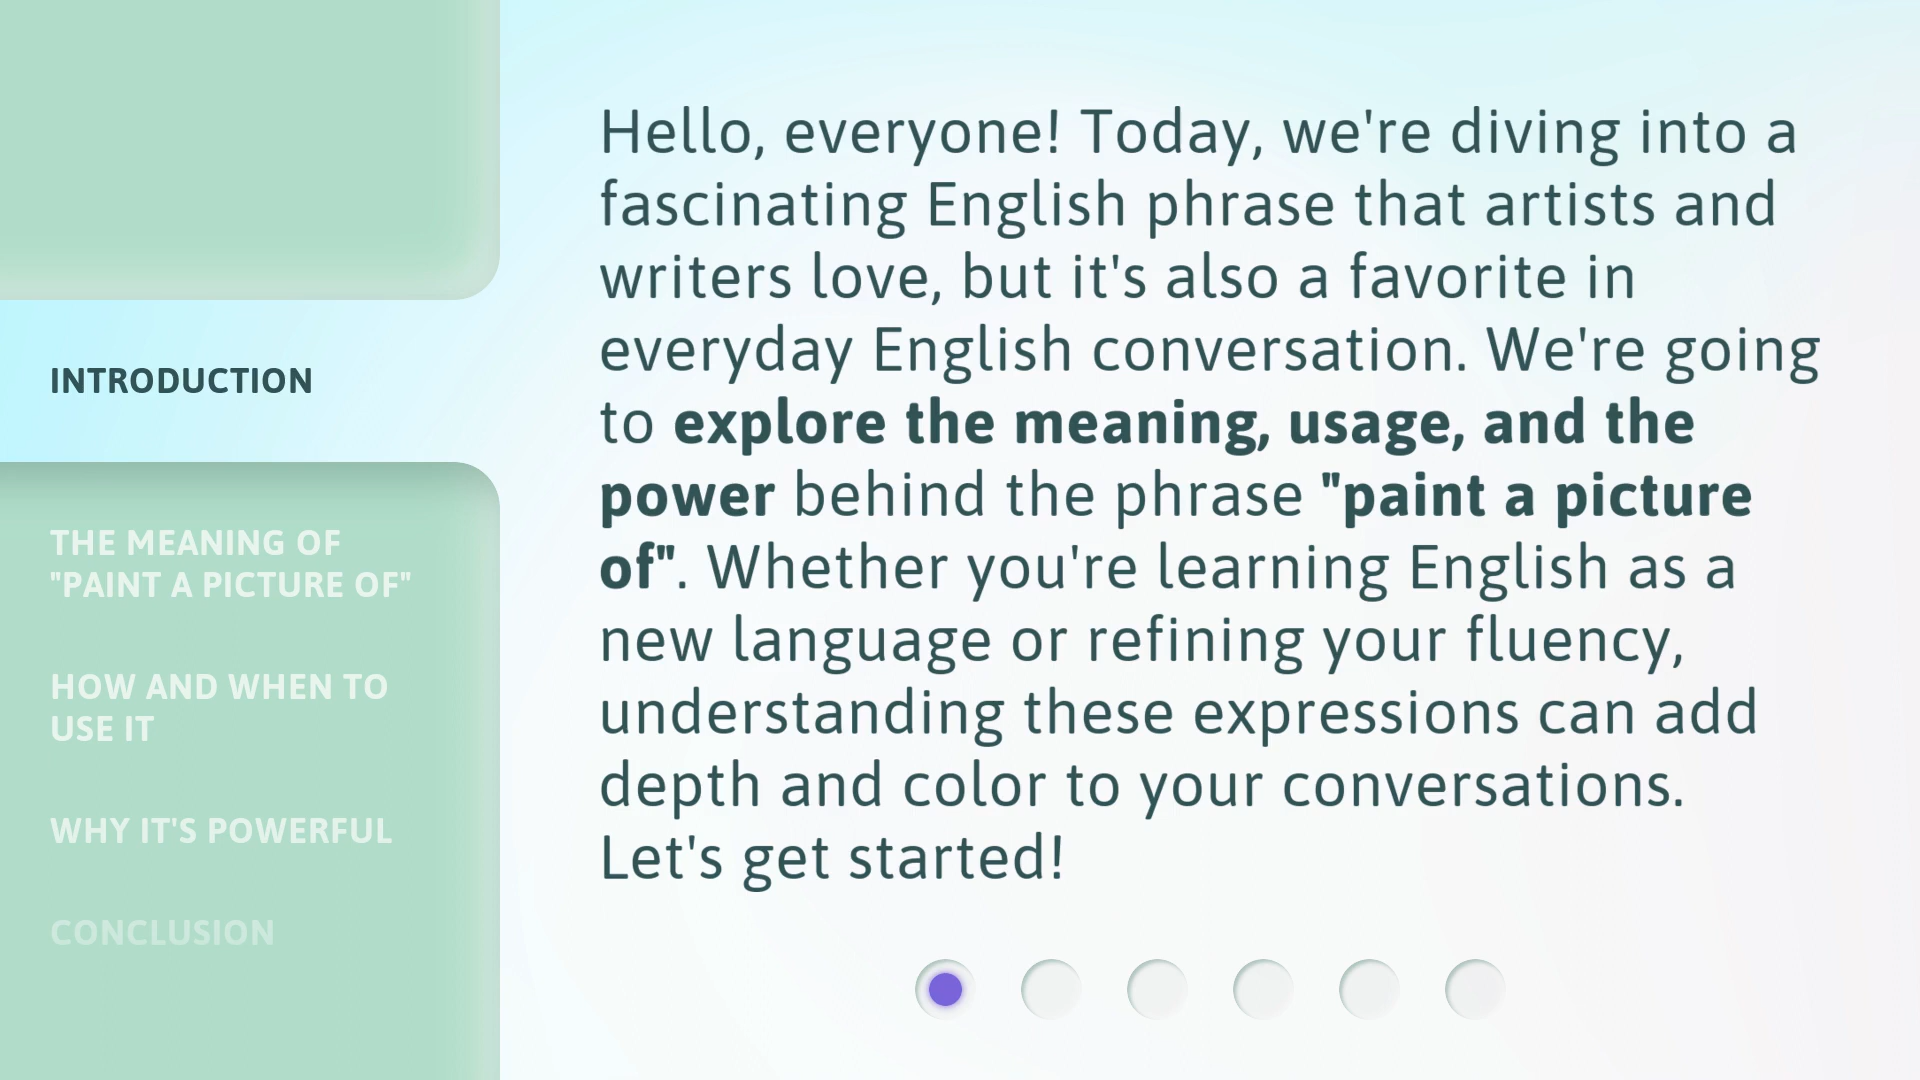 INTRODUCTION
THE MEANING OF
"PAINT A PICTURE OF"
HOW AND WHEN TO
USE IT
WHY IT'S POWERFUL
CONCLUSION
Hello, everyone! Today, we're diving into a
fascinating English phrase that artists and
writers love, but it's also a favorite in
everyday English conversation. We're going
to explore the meaning, usage, and the
power behind the phrase "paint a picture
of". Whether you're learning English as a
new language or refining your fluency,
understanding these expressions can add
depth and color to your conversations.
Let's get started!